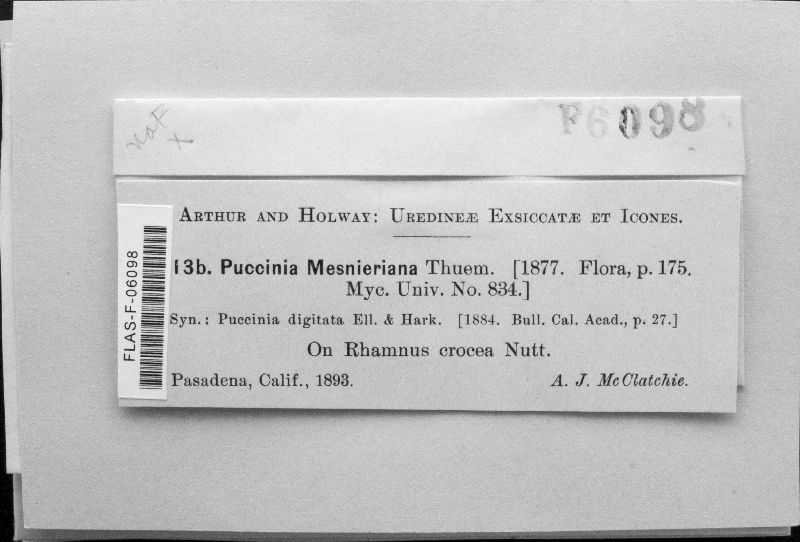 Nat
x
F6098
ARTHUR AND HOLWAY: UREDINEÆ EXSICCATÆ ET ICONES.
13b. Puccinia Mesnieriana Thuem. [1877. Flora, p. 175.
Myc. Univ. No. 834.]
Syn.: Puccinia digitata Ell. & Hark. [1884. Bull. Cal. Acad., p. 27.]
On Rhamnus crocea Nutt.
Pasadena, Calif., 1893. A. J. McClatchie.
FLAS-F-06098